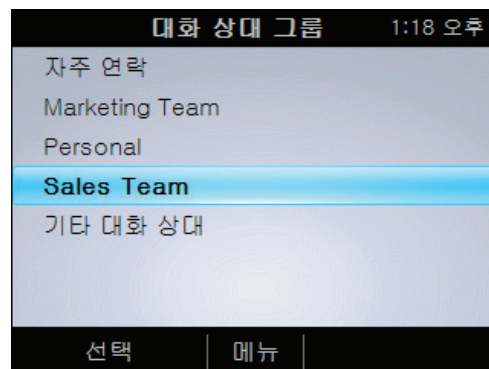 대화 상대 그룹 1:18 오후
자주 연락
Marketing Team
Personal
Sales Team
기타 대화 상대
선택 메뉴